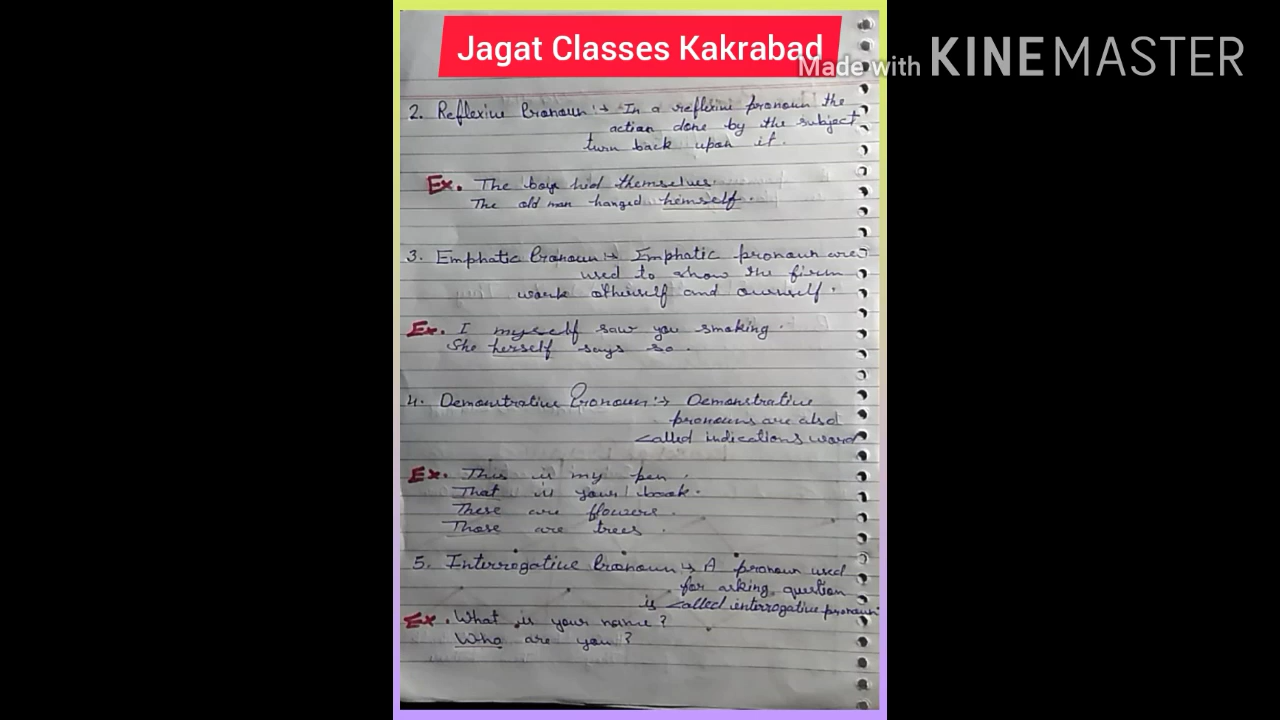 Jagat Classes Kakrabad
Made with KINEMASTER
2. Reflexive Pronoun :→ In a reflexive pronoun the
action done by the subject
turn back upon it.
Ex. The boys hid themselves.
The old man hanged himself.
3. Emphatic Pronoun :→ Emphatic pronoun are
used to show the firm
work otherself and ourself.
Ex. I myself saw you smoking.
She herself says so.
4. Demonstrative Pronoun :→ Demonstrative
pronouns are also
called indications word
Ex. This is my pen.
That is your book.
These are flowers.
Those are trees.
5. Interrogative Pronoun → A pronoun used
for asking question
is called interrogative pronoun
Ex. What is your name?
Who are you?